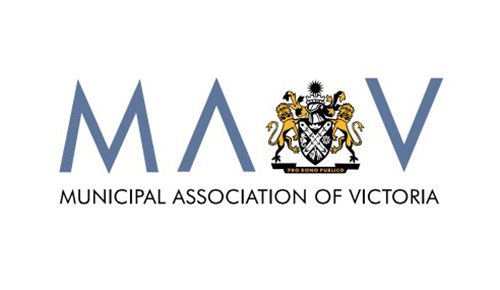 MAV
PRO BONO PUBLICO
MUNICIPAL ASSOCIATION OF VICTORIA